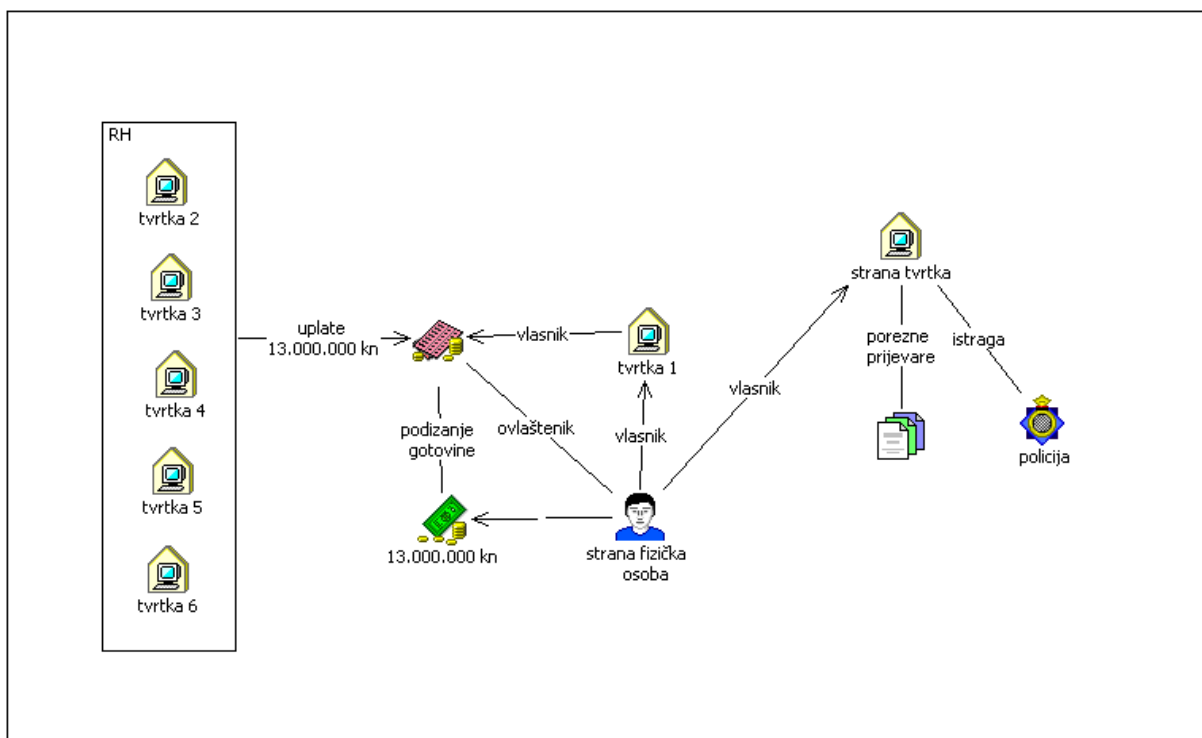 RH
tvrtka 2
tvrtka 3
tvrtka 4
tvrtka 5
tvrtka 6
uplate
13.000.000 kn
vlasnik
tvrtka 1
podizanje
gotovine
ovlaštenik
vlasnik
13.000.000 kn
strana fizička
osoba
vlasnik
strana tvrtka
porezne
prijevare
istraga
policija